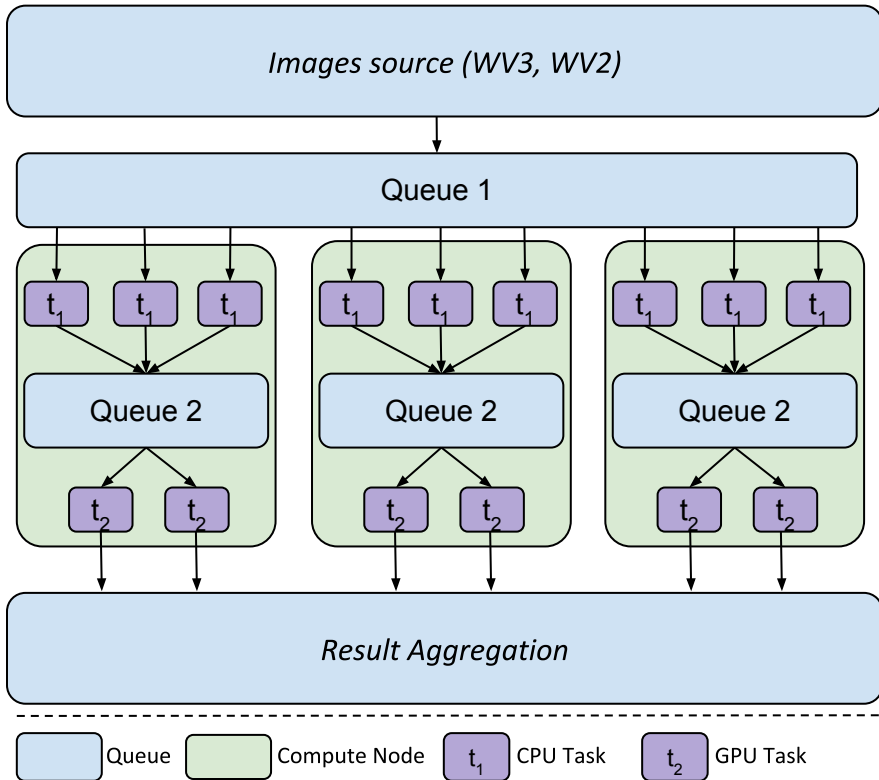 Images source (WV3, WV2)
Queue 1
t₁ t₁ t₁ t₁ t₁ t₁ t₁ t₁ t₁
Queue 2 Queue 2 Queue 2
t₂ t₂ t₂ t₂ t₂ t₂
Result Aggregation
Queue Compute Node t₁ CPU Task t₂ GPU Task